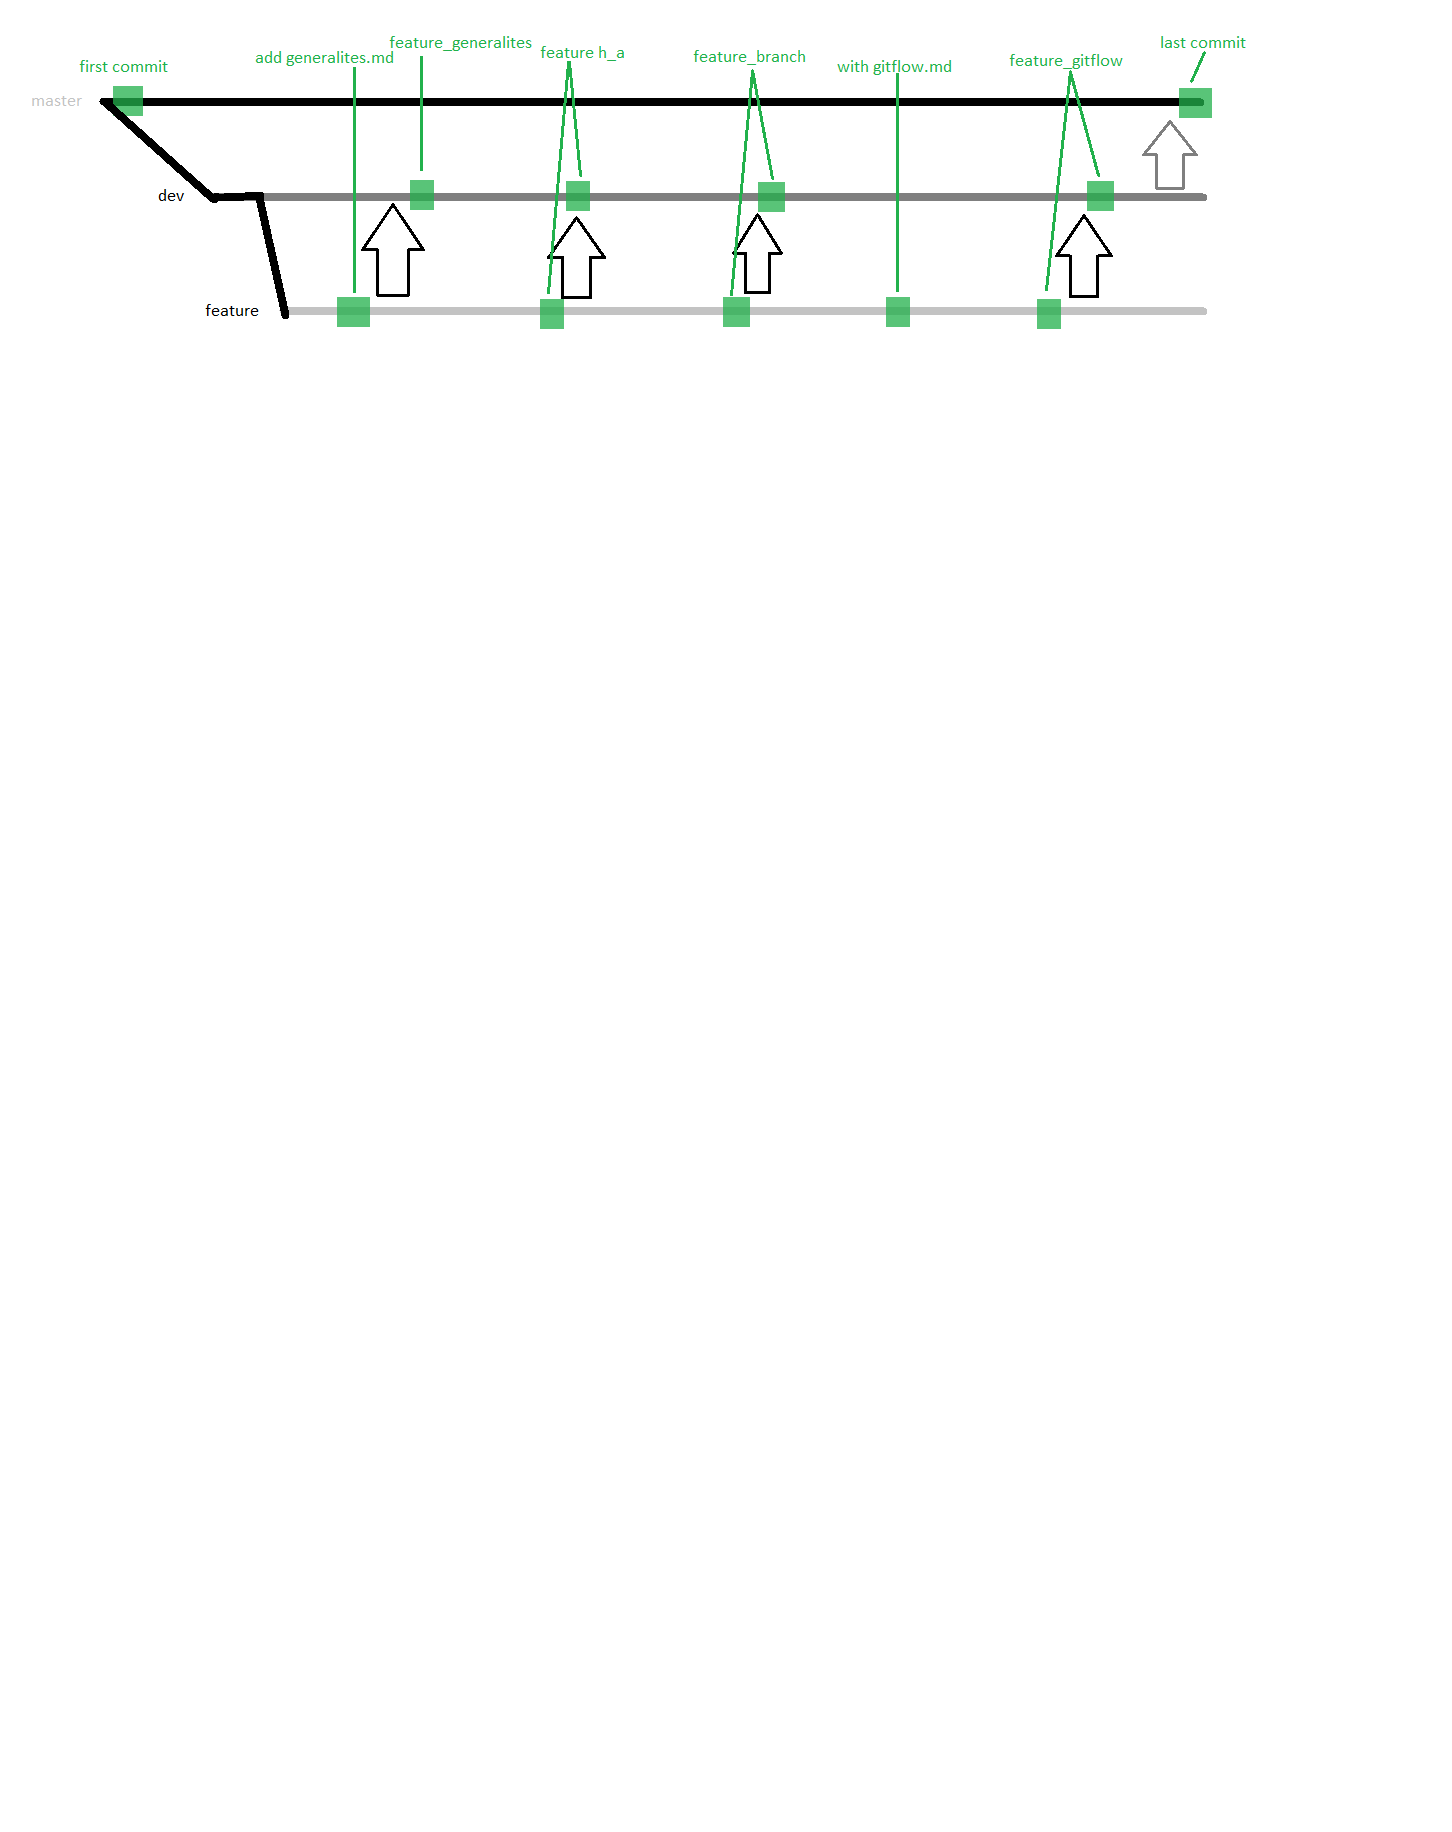 first commit
add generalites.md
feature_generalites
feature h_a
feature_branch
with gitflow.md
feature_gitflow
last commit
master
dev
feature